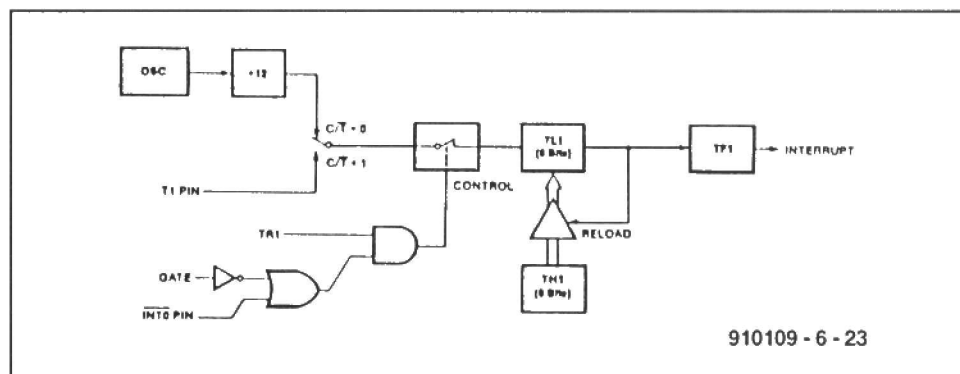 OSC
÷12
C/T̅ = 0
C/T̅ = 1
T1 PIN
CONTROL
TL1
(8 Bits)
TF1
INTERRUPT
TR1
GATE
I̅N̅T̅0̅ PIN
RELOAD
TH1
(8 Bits)
910109 - 6 - 23